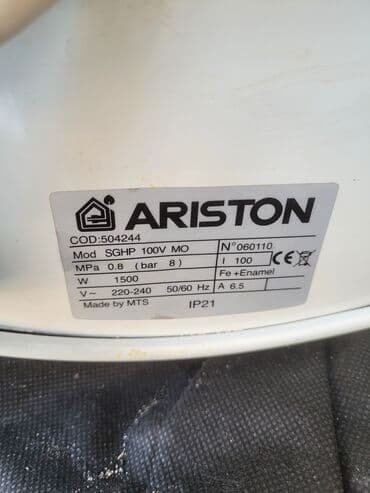 ARISTON
COD:504244
Mod SGHP 100V MO N° 060110
MPa 0.8 (bar 8) l 100 CE
W 1500 Fe+Enamel
V~ 220-240 50/60 Hz A 6.5
Made by MTS IP21